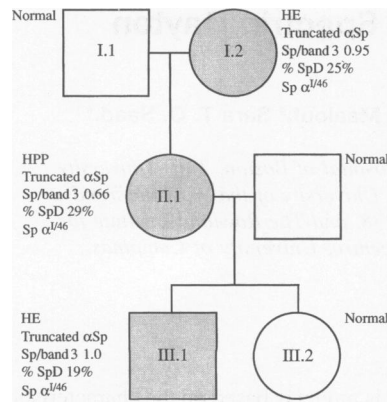 Normal
I.1
I.2
HE
Truncated αSp
Sp/band 3 0.95
% SpD 25%
Sp α^I/46
HPP
Truncated αSp
Sp/band 3 0.66
% SpD 29%
Sp α^I/46
II.1
Normal
HE
Truncated αSp
Sp/band 3 1.0
% SpD 19%
Sp α^I/46
III.1
III.2
Normal